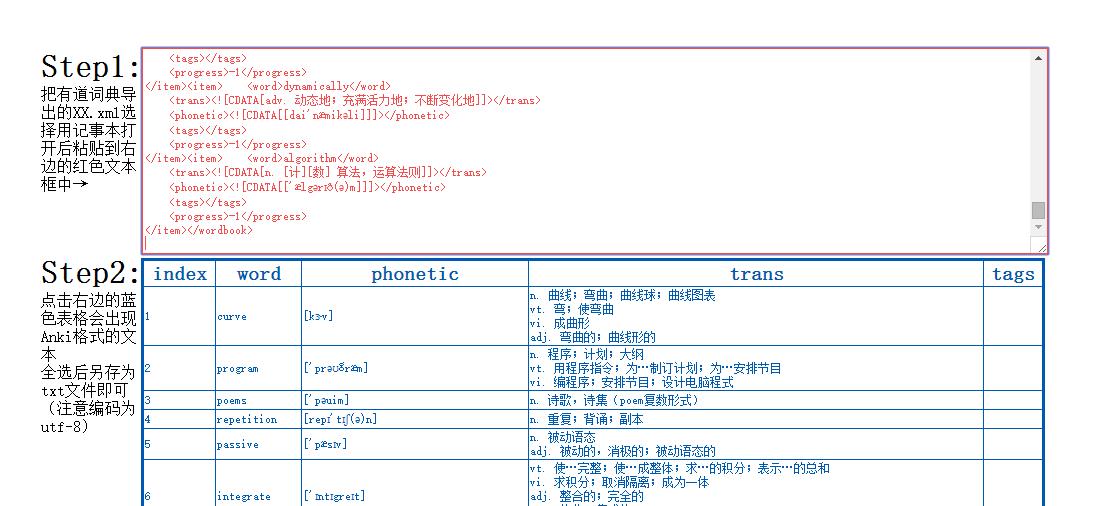 Step1:
把有道词典导
出的XX.xml选
择用记事本打
开后粘贴到右
边的红色文本
框中→
<tags></tags>
<progress>-1</progress>
</item><item>    <word>dynamically</word>
<trans><![CDATA[adv. 动态地；充满活力地；不断变化地]]></trans>
<phonetic><![CDATA[[dai'næmikəli]]]></phonetic>
<tags></tags>
<progress>-1</progress>
</item><item>    <word>algorithm</word>
<trans><![CDATA[n. [计][数] 算法，运算法则]]></trans>
<phonetic><![CDATA[['ælgərɪð(ə)m]]]></phonetic>
<tags></tags>
<progress>-1</progress>
</item></wordbook>
Step2:
点击右边的蓝
色表格会出现
Anki格式的文
本
全选后另存为
txt文件即可
（注意编码为
utf-8）
index word phonetic trans tags
1 curve [kɜːv] n. 曲线；弯曲；曲线球；曲线图表
vt. 弯；使弯曲
vi. 成曲形
adj. 弯曲的；曲线形的
2 program ['prəʊɡræm] n. 程序；计划；大纲
vt. 用程序指令；为…制订计划；为…安排节目
vi. 编程序；安排节目；设计电脑程式
3 poems ['pəuim] n. 诗歌，诗集（poem复数形式）
4 repetition [repɪ'tɪʃ(ə)n] n. 重复；背诵；副本
5 passive ['pæsɪv] n. 被动语态
adj. 被动的，消极的；被动语态的
6 integrate ['ɪntɪgreɪt] vt. 使…完整；使…成整体；求…的积分；表示…的总和
vi. 求积分；取消隔离；成为一体
adj. 整合的；完全的